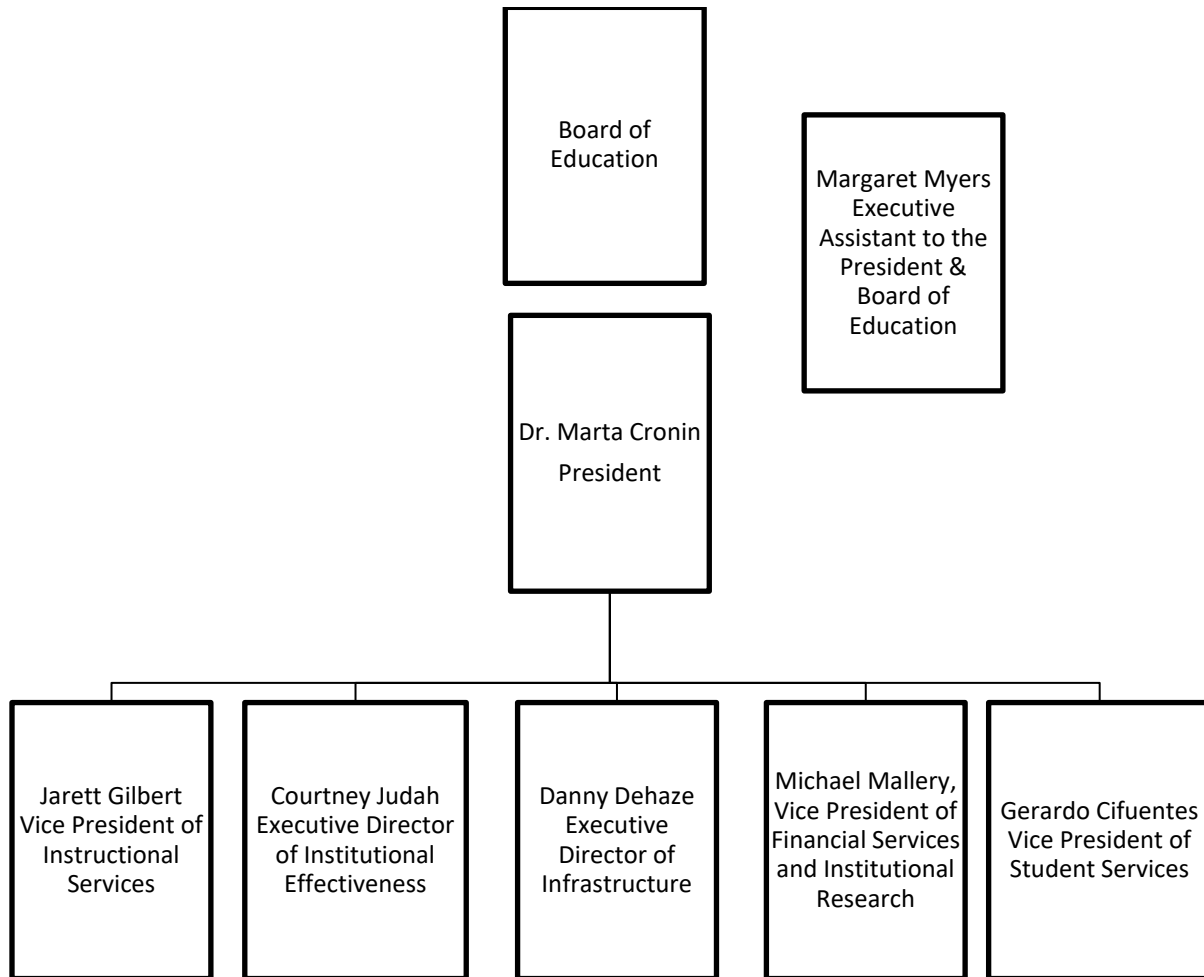 Board of
Education
Margaret Myers
Executive
Assistant to the
President &
Board of
Education
Dr. Marta Cronin
President
Jarett Gilbert
Vice President of
Instructional
Services
Courtney Judah
Executive Director
of Institutional
Effectiveness
Danny Dehaze
Executive
Director of
Infrastructure
Michael Mallery,
Vice President of
Financial Services
and Institutional
Research
Gerardo Cifuentes
Vice President of
Student Services